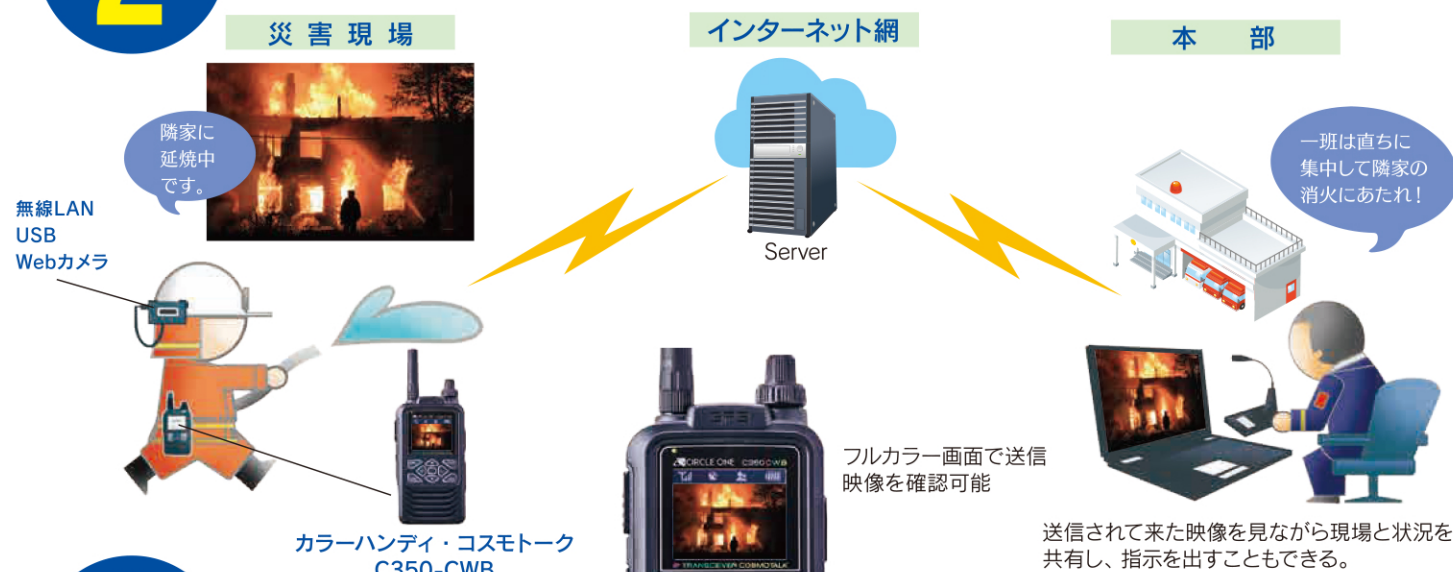 2
災害現場
インターネット網
本部
隣家に
延焼中
です。
一班は直ちに
集中して隣家の
消火にあたれ！
無線LAN
USB
Webカメラ
Server
CIRCLE ONE C350CWB
フルカラー画面で送信
映像を確認可能
TRANSCEIVER COSMOTALK
カラーハンディ・コスモトーク
C350-CWB
送信されて来た映像を見ながら現場と状況を
共有し、指示を出すこともできる。